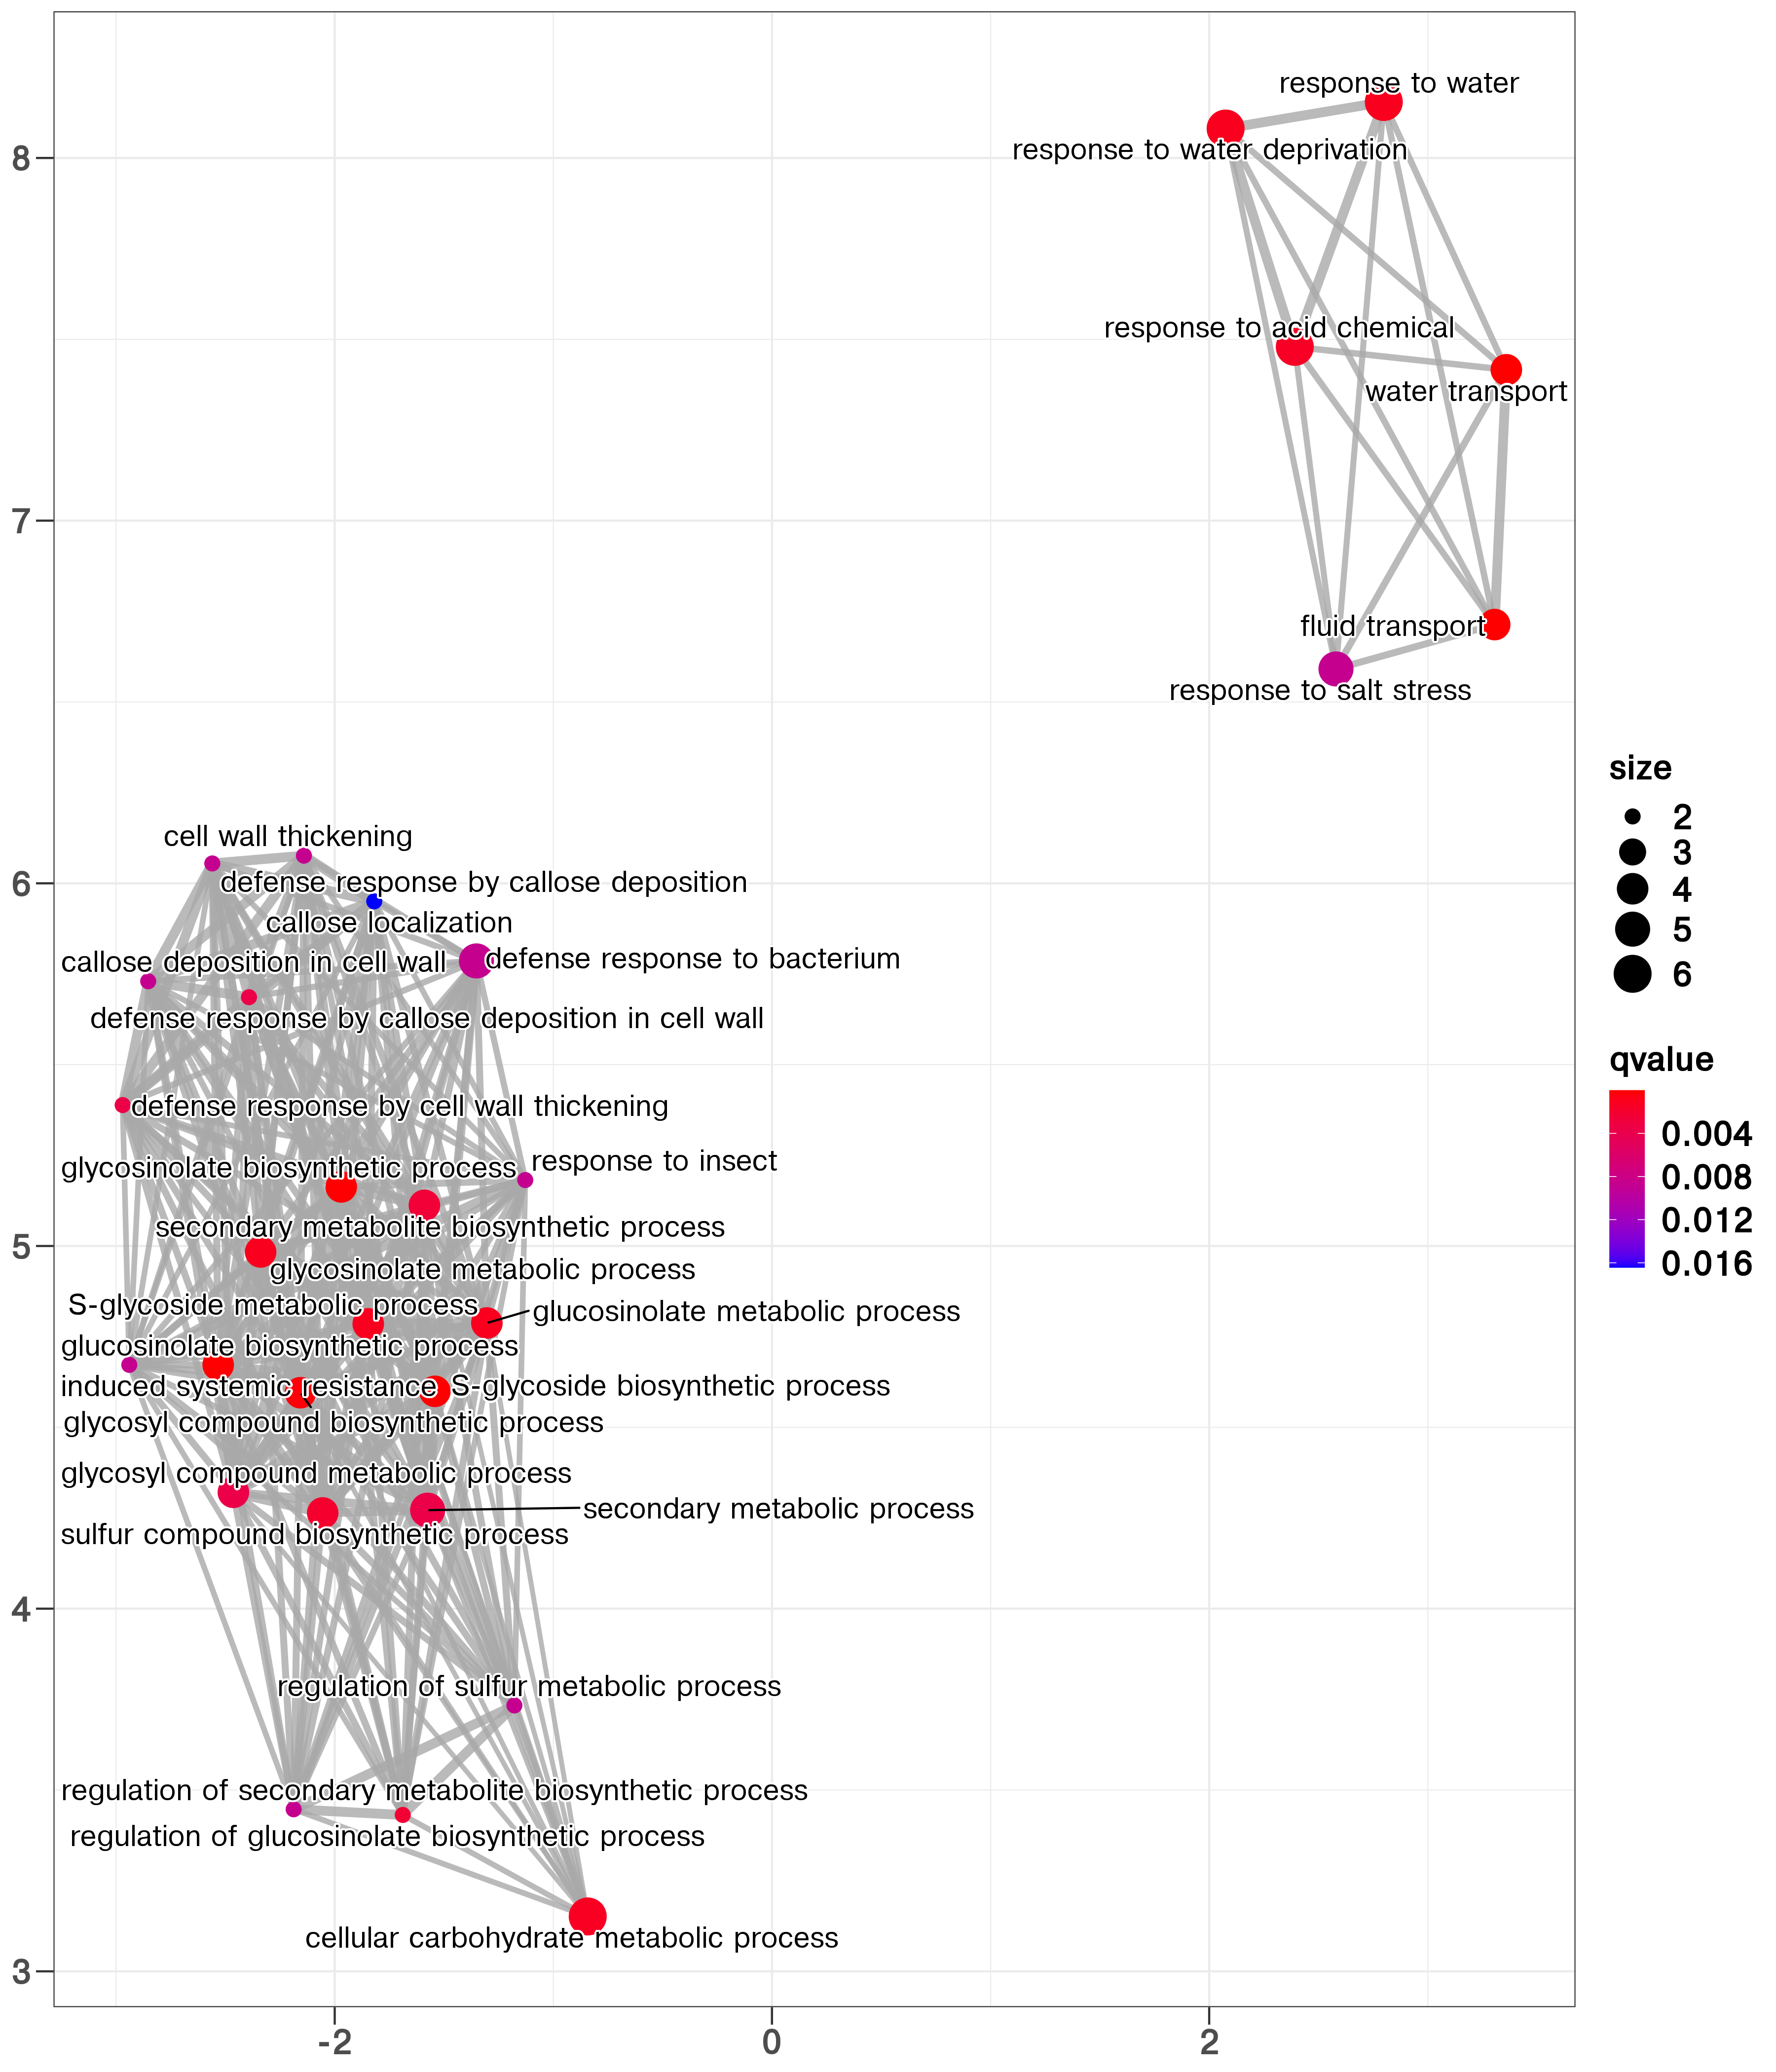 response to water
8
response to water deprivation
response to acid chemical
water transport
7
fluid transport
response to salt stress
cell wall thickening
6
defense response by callose deposition
callose localization
defense response to bacterium
callose deposition in cell wall
defense response by callose deposition in cell wall
defense response by cell wall thickening
glycosinolate biosynthetic process
response to insect
secondary metabolite biosynthetic process
5
glycosinolate metabolic process
S-glycoside metabolic process
glucosinolate metabolic process
glucosinolate biosynthetic process
induced systemic resistance
S-glycoside biosynthetic process
glycosyl compound biosynthetic process
glycosyl compound metabolic process
secondary metabolic process
sulfur compound biosynthetic process
4
regulation of sulfur metabolic process
regulation of secondary metabolite biosynthetic process
regulation of glucosinolate biosynthetic process
cellular carbohydrate metabolic process
3
-2
0
2
size
2
3
4
5
6
qvalue
0.004
0.008
0.012
0.016